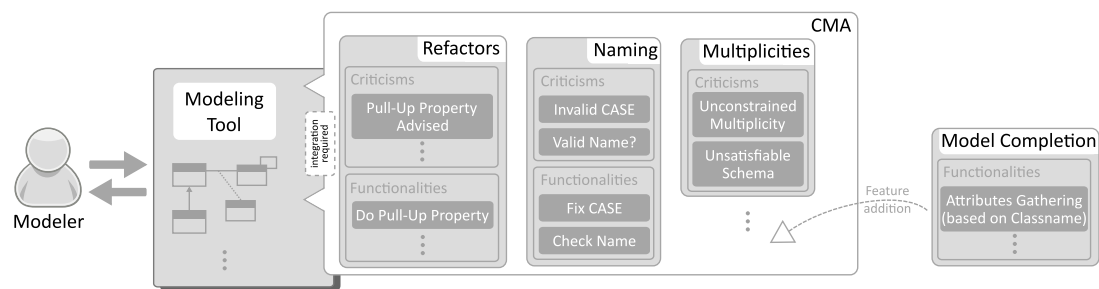 CMA
Refactors
Criticisms
Pull-Up Property
Advised
Functionalities
Do Pull-Up Property
Naming
Criticisms
Invalid CASE
Valid Name?
Functionalities
Fix CASE
Check Name
Multiplicities
Criticisms
Unconstrained
Multiplicity
Unsatisfiable
Schema
Modeling
Tool
integration
required
Modeler
Feature
addition
Model Completion
Functionalities
Attributes Gathering
(based on Classname)